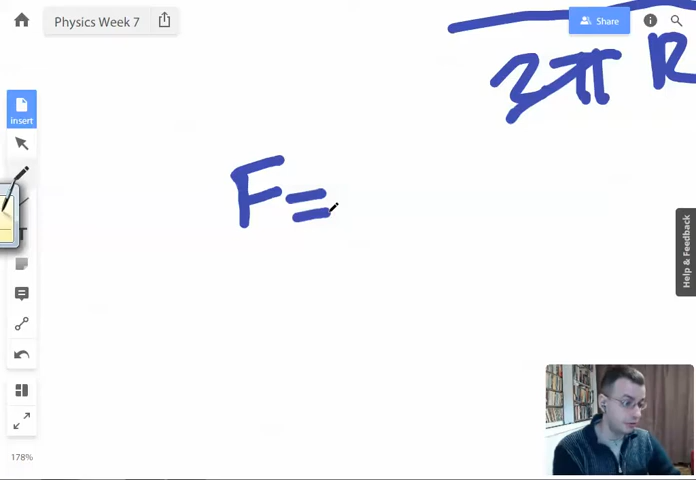 Physics Week 7
Share
2π R
insert
F=
T
Help & Feedback
178%